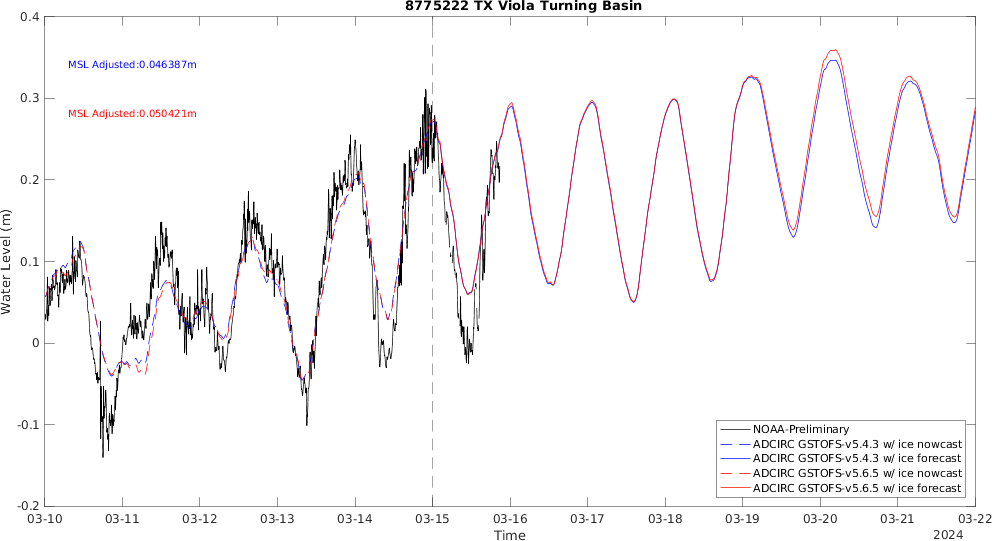 8775222 TX Viola Turning Basin
MSL Adjusted:0.046387m
MSL Adjusted:0.050421m
Water Level (m)
0.4
0.3
0.2
0.1
0
-0.1
-0.2
NOAA-Preliminary
ADCIRC GSTOFS-v5.4.3 w/ ice nowcast
ADCIRC GSTOFS-v5.4.3 w/ ice forecast
ADCIRC GSTOFS-v5.6.5 w/ ice nowcast
ADCIRC GSTOFS-v5.6.5 w/ ice forecast
03-10 03-11 03-12 03-13 03-14 03-15 03-16 03-17 03-18 03-19 03-20 03-21 03-22
Time
2024